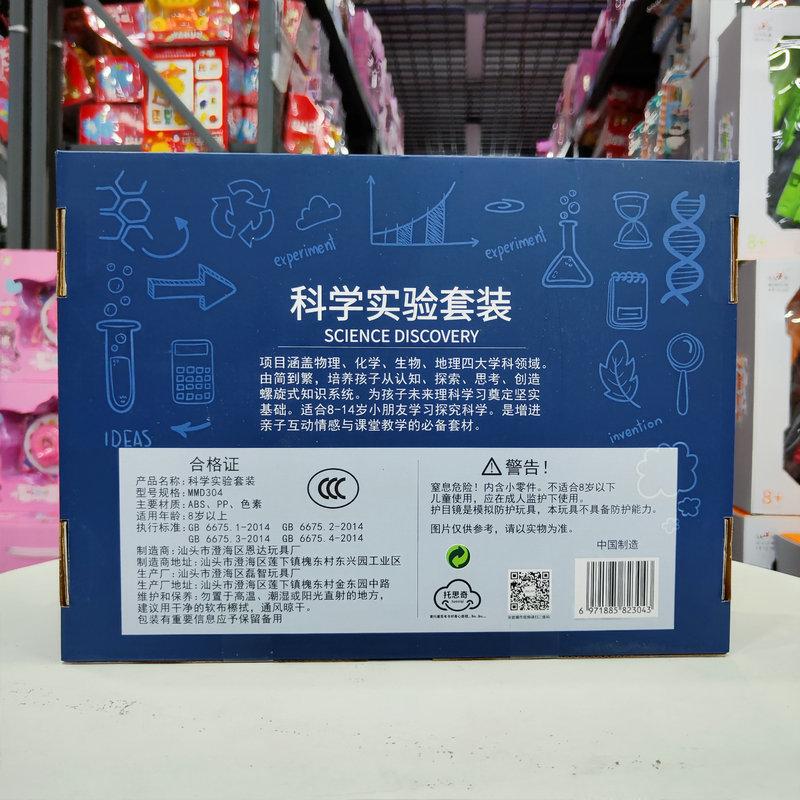 experiment
experiment
科学实验套装
SCIENCE DISCOVERY
项目涵盖物理、化学、生物、地理四大学科领域。
由简到繁，培养孩子从认知、探索、思考、创造
螺旋式知识系统。为孩子未来理科学习奠定坚实
基础。适合8-14岁小朋友学习探究科学。是增进
亲子互动情感与课堂教学的必备套材。
IDEAS
invention
合格证
产品名称: 科学实验套装
型号规格: MMD304
主要材质: ABS、PP、色素
适用年龄: 8岁以上
执行标准: GB 6675.1-2014 GB 6675.2-2014
GB 6675.3-2014 GB 6675.4-2014
制造商: 汕头市澄海区恩达玩具厂
制造商地址: 汕头市澄海区莲下镇槐东村东兴园工业区
生产厂: 汕头市澄海区磊智玩具厂
生产厂地址: 汕头市澄海区莲下镇槐东村金东园中路
维护和保养: 勿置于高温、潮湿或阳光直射的地方，
建议用干净的软布檫拭，通风晾干。
包装有重要信息应予保留备用
CCC
警告！
窒息危险！内含小零件。不适合8岁以下
儿童使用，应在成人监护下使用。
护目镜是模拟防护玩具，本玩具不具备防护能力。
图片仅供参考，请以实物为准。
中国制造
托思奇
6 971885 823043
8+
8+